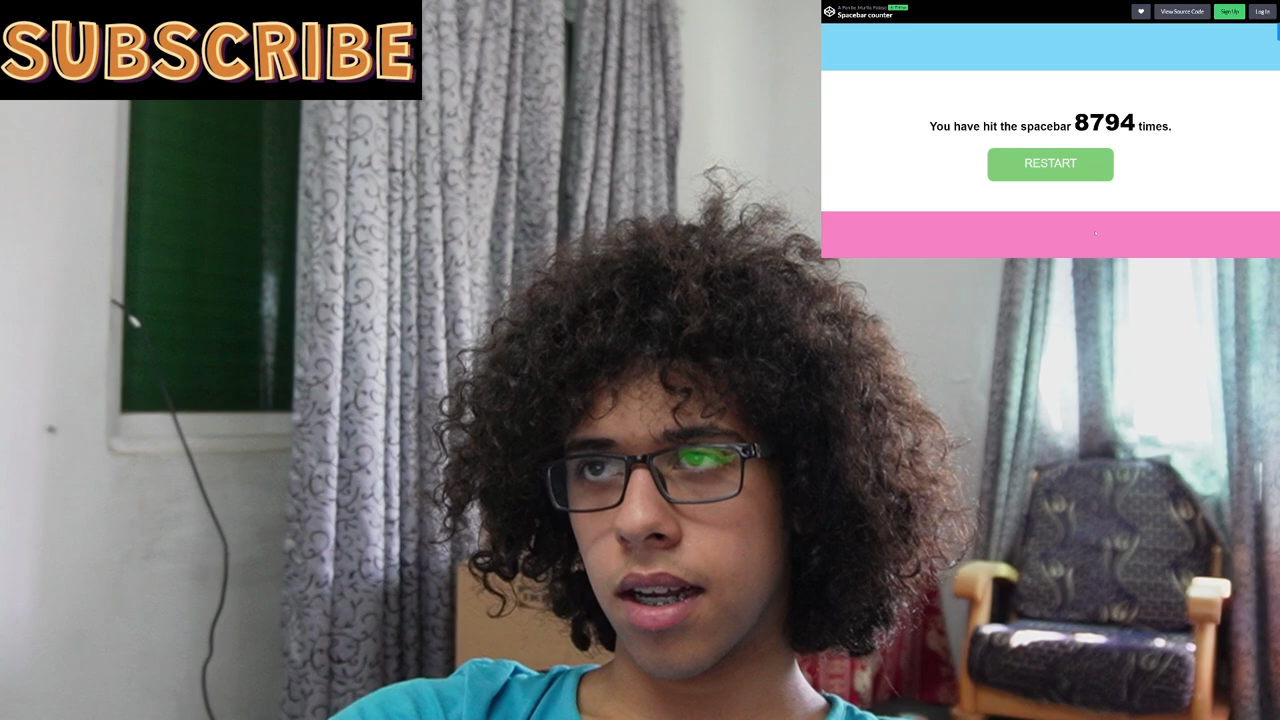 SUBSCRIBE
Spacebar counter
View Source Code
Sign Up
Log In
You have hit the spacebar 8794 times.
RESTART